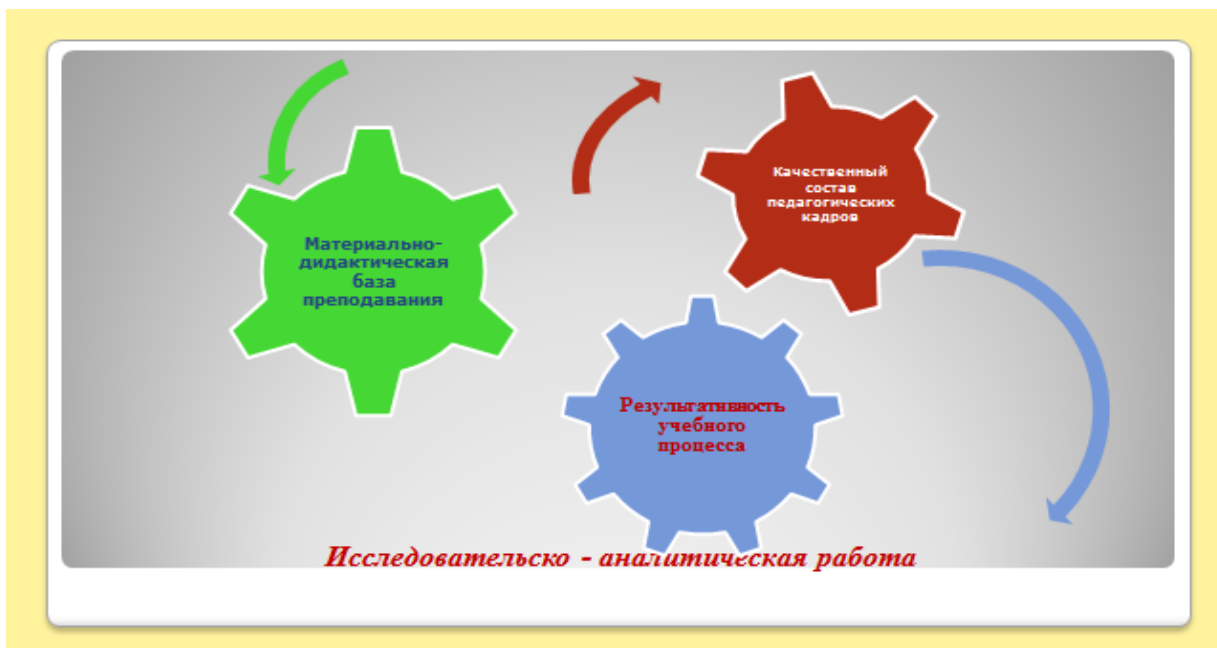 Материально-
дидактическая
база
преподавания
Качественный
состав
педагогических
кадров
Результативность
учебного
процесса
Исследовательско - аналитическая работа